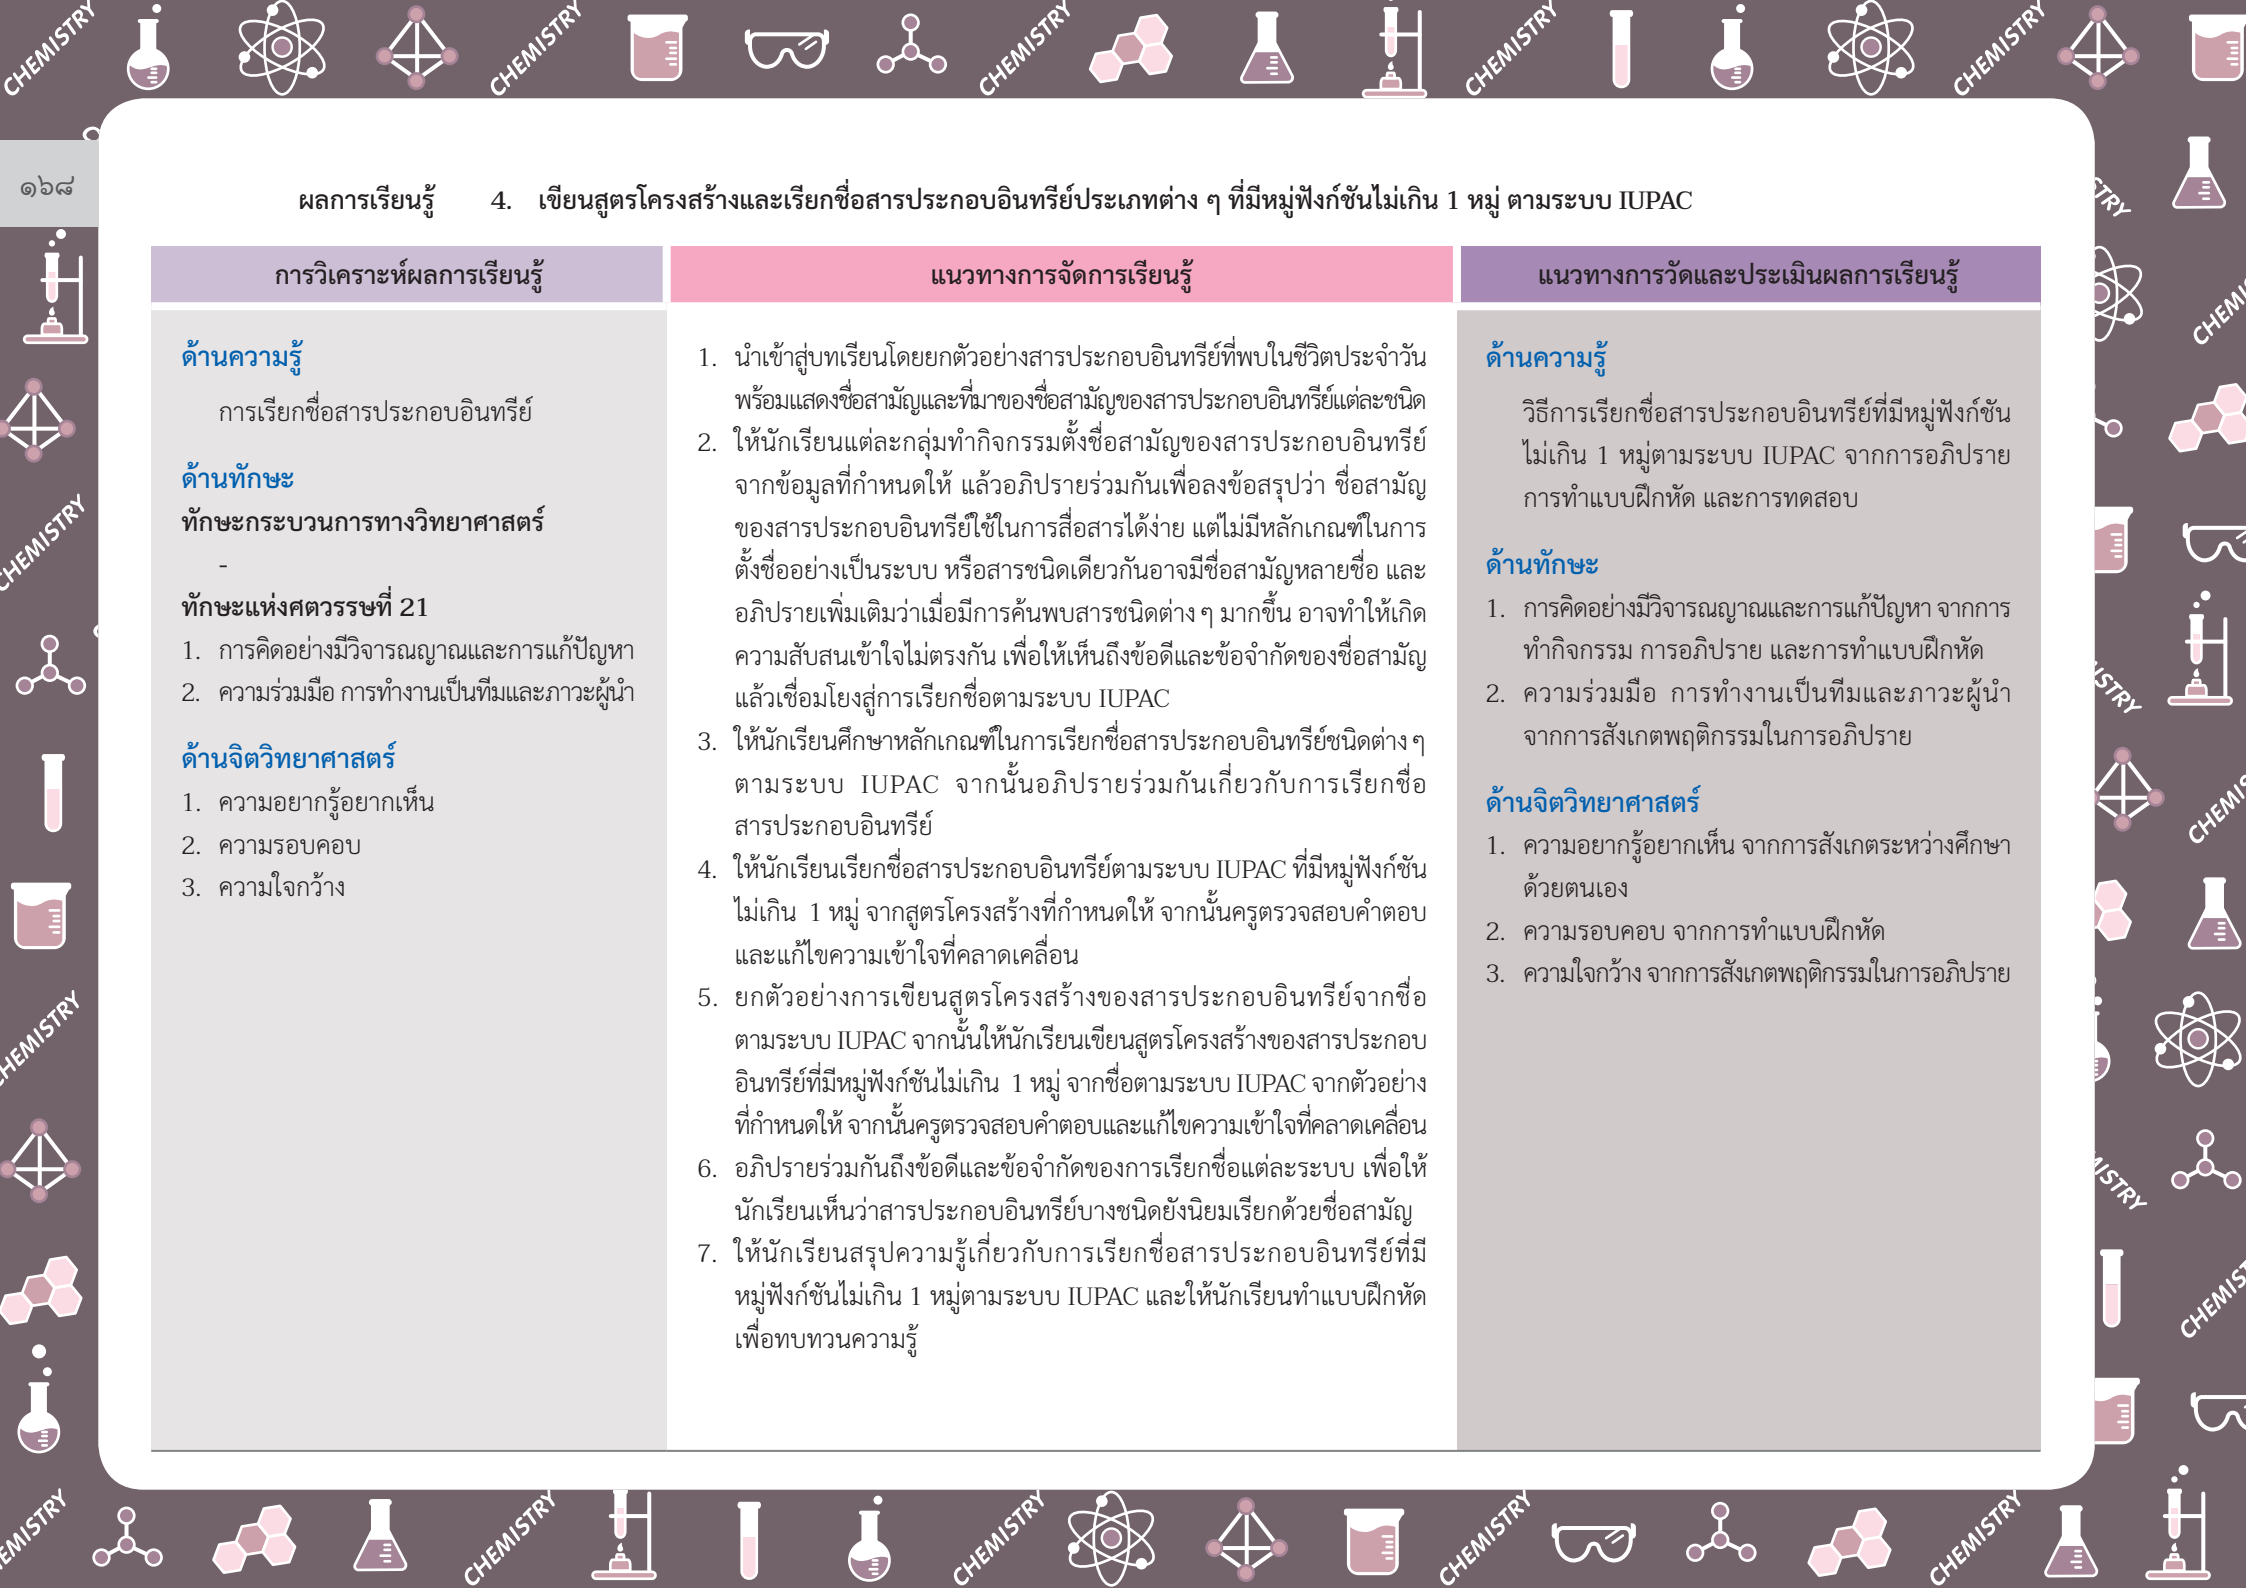 CHEMISTRY
CHEMISTRY
CHEMISTRY
CHEMISTRY
CHEMISTRY
๑๖๘
ผลการเรียนรู้ 4. เขียนสูตรโครงสร้างและเรียกชื่อสารประกอบอินทรีย์ประเภทต่าง ๆ ที่มีหมู่ฟังก์ชันไม่เกิน 1 หมู่ ตามระบบ IUPAC
การวิเคราะห์ผลการเรียนรู้
ด้านความรู้
การเรียกชื่อสารประกอบอินทรีย์
ด้านทักษะ
ทักษะกระบวนการทางวิทยาศาสตร์
-
ทักษะแห่งศตวรรษที่ 21
1. การคิดอย่างมีวิจารณญาณและการแก้ปัญหา
2. ความร่วมมือ การทำงานเป็นทีมและภาวะผู้นำ
ด้านจิตวิทยาศาสตร์
1. ความอยากรู้อยากเห็น
2. ความรอบคอบ
3. ความใจกว้าง
แนวทางการจัดการเรียนรู้
1. นำเข้าสู่บทเรียนโดยยกตัวอย่างสารประกอบอินทรีย์ที่พบในชีวิตประจำวัน
พร้อมแสดงชื่อสามัญและที่มาของชื่อสามัญของสารประกอบอินทรีย์แต่ละชนิด
2. ให้นักเรียนแต่ละกลุ่มทำกิจกรรมตั้งชื่อสามัญของสารประกอบอินทรีย์
จากข้อมูลที่กำหนดให้ แล้วอภิปรายร่วมกันเพื่อลงข้อสรุปว่า ชื่อสามัญ
ของสารประกอบอินทรีย์ใช้ในการสื่อสารได้ง่าย แต่ไม่มีหลักเกณฑ์ในการ
ตั้งชื่ออย่างเป็นระบบ หรือสารชนิดเดียวกันอาจมีชื่อสามัญหลายชื่อ และ
อภิปรายเพิ่มเติมว่าเมื่อมีการค้นพบสารชนิดต่าง ๆ มากขึ้น อาจทำให้เกิด
ความสับสนเข้าใจไม่ตรงกัน เพื่อให้เห็นถึงข้อดีและข้อจำกัดของชื่อสามัญ
แล้วเชื่อมโยงสู่การเรียกชื่อตามระบบ IUPAC
3. ให้นักเรียนศึกษาหลักเกณฑ์ในการเรียกชื่อสารประกอบอินทรีย์ชนิดต่าง ๆ
ตามระบบ IUPAC จากนั้นอภิปรายร่วมกันเกี่ยวกับการเรียกชื่อ
สารประกอบอินทรีย์
4. ให้นักเรียนเรียกชื่อสารประกอบอินทรีย์ตามระบบ IUPAC ที่มีหมู่ฟังก์ชัน
ไม่เกิน 1 หมู่ จากสูตรโครงสร้างที่กำหนดให้ จากนั้นครูตรวจสอบคำตอบ
และแก้ไขความเข้าใจที่คลาดเคลื่อน
5. ยกตัวอย่างการเขียนสูตรโครงสร้างของสารประกอบอินทรีย์จากชื่อ
ตามระบบ IUPAC จากนั้นให้นักเรียนเขียนสูตรโครงสร้างของสารประกอบ
อินทรีย์ที่มีหมู่ฟังก์ชันไม่เกิน 1 หมู่ จากชื่อตามระบบ IUPAC จากตัวอย่าง
ที่กำหนดให้ จากนั้นครูตรวจสอบคำตอบและแก้ไขความเข้าใจที่คลาดเคลื่อน
6. อภิปรายร่วมกันถึงข้อดีและข้อจำกัดของการเรียกชื่อแต่ละระบบ เพื่อให้
นักเรียนเห็นว่าสารประกอบอินทรีย์บางชนิดยังนิยมเรียกด้วยชื่อสามัญ
7. ให้นักเรียนสรุปความรู้เกี่ยวกับการเรียกชื่อสารประกอบอินทรีย์ที่มี
หมู่ฟังก์ชันไม่เกิน 1 หมู่ตามระบบ IUPAC และให้นักเรียนทำแบบฝึกหัด
เพื่อทบทวนความรู้
แนวทางการวัดและประเมินผลการเรียนรู้
ด้านความรู้
วิธีการเรียกชื่อสารประกอบอินทรีย์ที่มีหมู่ฟังก์ชัน
ไม่เกิน 1 หมู่ตามระบบ IUPAC จากการอภิปราย
การทำแบบฝึกหัด และการทดสอบ
ด้านทักษะ
1. การคิดอย่างมีวิจารณญาณและการแก้ปัญหา จากการ
ทำกิจกรรม การอภิปราย และการทำแบบฝึกหัด
2. ความร่วมมือ การทำงานเป็นทีมและภาวะผู้นำ
จากการสังเกตพฤติกรรมในการอภิปราย
ด้านจิตวิทยาศาสตร์
1. ความอยากรู้อยากเห็น จากการสังเกตระหว่างศึกษา
ด้วยตนเอง
2. ความรอบคอบ จากการทำแบบฝึกหัด
3. ความใจกว้าง จากการสังเกตพฤติกรรมในการอภิปราย
CHEMISTRY
CHEMISTRY
CHEMISTRY
CHEMISTRY